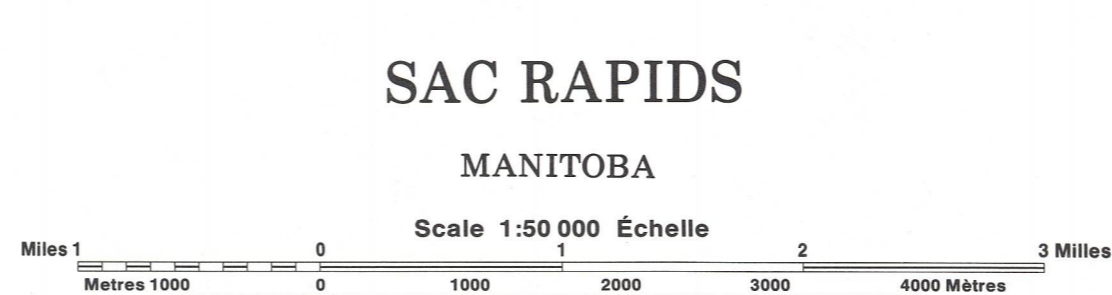 SAC RAPIDS
MANITOBA
Scale 1:50 000 Échelle
Miles 1 0 1 2 3 Milles
Metres 1000 0 1000 2000 3000 4000 Mètres